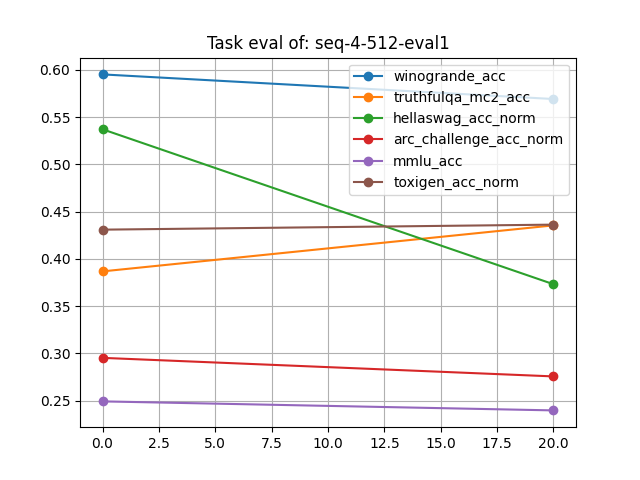 Task eval of: seq-4-512-eval1
0.60
0.55
0.50
0.45
0.40
0.35
0.30
0.25
winogrande_acc
truthfulqa_mc2_acc
hellaswag_acc_norm
arc_challenge_acc_norm
mmlu_acc
toxigen_acc_norm
0.0 2.5 5.0 7.5 10.0 12.5 15.0 17.5 20.0